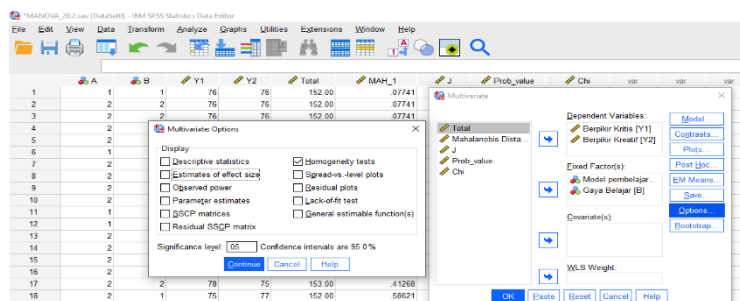 *MANOVA_20.2.sav [DataSet0] - IBM SPSS Statistics Data Editor
File Edit View Data Transform Analyze Graphs Utilities Extensions Window Help
A B Y1 Y2 Total MAH_1 J Prob_value Chi var var var
1 1 1 76 76 152.00 .07741
2 2 2 76 76 152.00 .07741
3 2 2 76 76 152.00 .07741
4 2
5 2
6 1
7 2
8 2
9 2
10 2
11 1
12 1
13 2
14 2
15 2
16 2
17 2 2 78 75 153.00 .41268
18 2 1 75 77 152.00 .58621
Multivariate Options
Display
Descriptive statistics
Homogeneity tests
Estimates of effect size
Spread-vs.-level plots
Observed power
Residual plots
Parameter estimates
Lack-of-fit test
SSCP matrices
General estimable function(s)
Residual SSCP matrix
Significance level: .05 Confidence intervals are 95.0 %
Continue Cancel Help
Multivariate
Total
Mahalanobis Dista...
J
Prob_value
Chi
Dependent Variables:
Berpikir Kritis [Y1]
Berpikir Kreatif [Y2]
Fixed Factor(s):
Model pembelajar...
Gaya Belajar [B]
Covariate(s):
WLS Weight:
Model...
Contrasts...
Plots...
Post Hoc...
EM Means...
Save...
Options...
Bootstrap...
OK Paste Reset Cancel Help